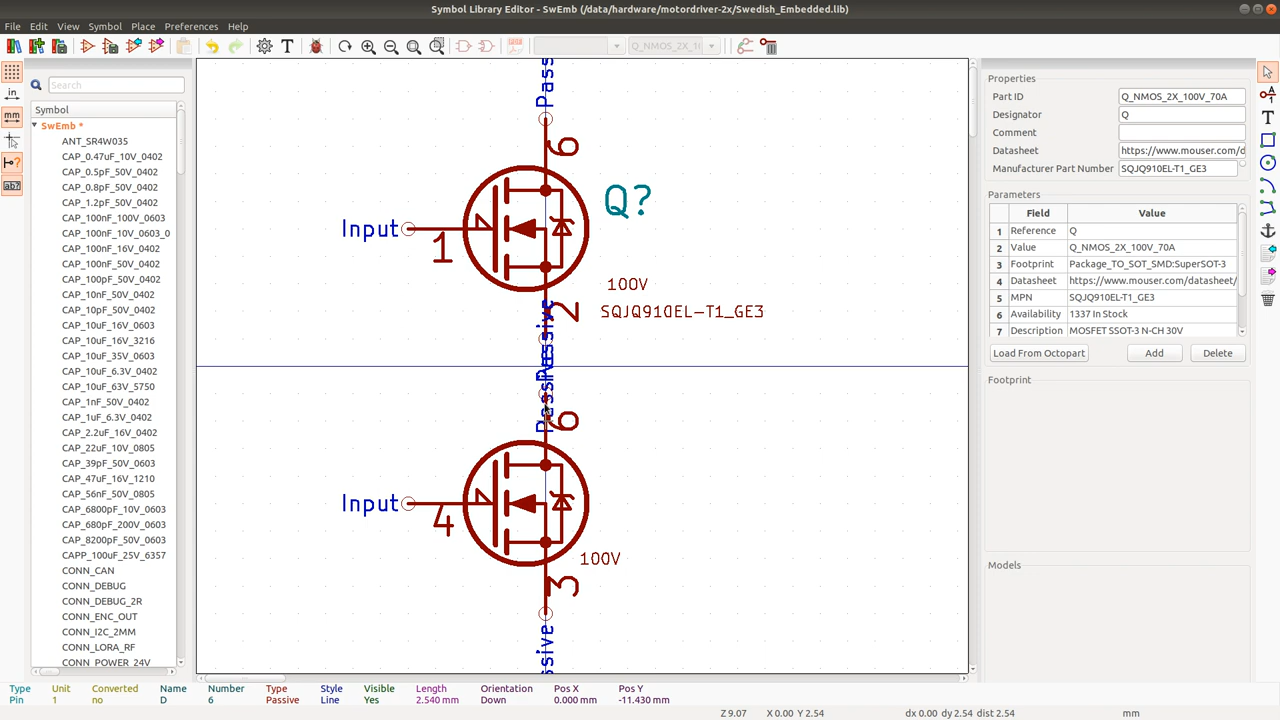 Symbol Library Editor - SwEmb (/data/hardware/motordriver-2x/Swedish_Embedded.lib)
File Edit View Symbol Place Preferences Help
Q_NMOS_2X_1(
in
mm
Search
Symbol
SwEmb *
ANT_SR4W035
CAP_0.47uF_10V_0402
CAP_0.5pF_50V_0402
CAP_0.8pF_50V_0402
CAP_1.2pF_50V_0402
CAP_100nF_100V_0603
CAP_100nF_10V_0603_0
CAP_100nF_16V_0402
CAP_100nF_50V_0402
CAP_100pF_50V_0402
CAP_10nF_50V_0402
CAP_10pF_50V_0402
CAP_10uF_16V_0603
CAP_10uF_16V_3216
CAP_10uF_35V_0603
CAP_10uF_6.3V_0402
CAP_10uF_63V_5750
CAP_1nF_50V_0402
CAP_1uF_6.3V_0402
CAP_2.2uF_16V_0402
CAP_22uF_10V_0805
CAP_39pF_50V_0603
CAP_47uF_16V_1210
CAP_56nF_50V_0805
CAP_6800pF_10V_0603
CAP_680pF_200V_0603
CAP_8200pF_50V_0603
CAPP_100uF_25V_6357
CONN_CAN
CONN_DEBUG
CONN_DEBUG_2R
CONN_ENC_OUT
CONN_I2C_2MM
CONN_LORA_RF
CONN_POWER_24V
Pass
6
Q?
Input
1
100V
2
SQJQ910EL-T1_GE3
Passive
Passive
6
Input
4
100V
3
ssive
Properties
Part ID Q_NMOS_2X_100V_70A
Designator Q
Comment
Datasheet https://www.mouser.com/d
Manufacturer Part Number SQJQ910EL-T1_GE3
Parameters
Field Value
1 Reference Q
2 Value Q_NMOS_2X_100V_70A
3 Footprint Package_TO_SOT_SMD:SuperSOT-3
4 Datasheet https://www.mouser.com/datasheet/
5 MPN SQJQ910EL-T1_GE3
6 Availability 1337 In Stock
7 Description MOSFET SSOT-3 N-CH 30V
Load From Octopart Add Delete
Footprint
Models
Type Unit Converted Name Number Type Style Visible Length Orientation Pos X Pos Y
Pin 1 no D 6 Passive Line Yes 2.540 mm Down 0.000 mm -11.430 mm
Z 9.07 X 0.00 Y 2.54 dx 0.00 dy 2.54 dist 2.54 mm